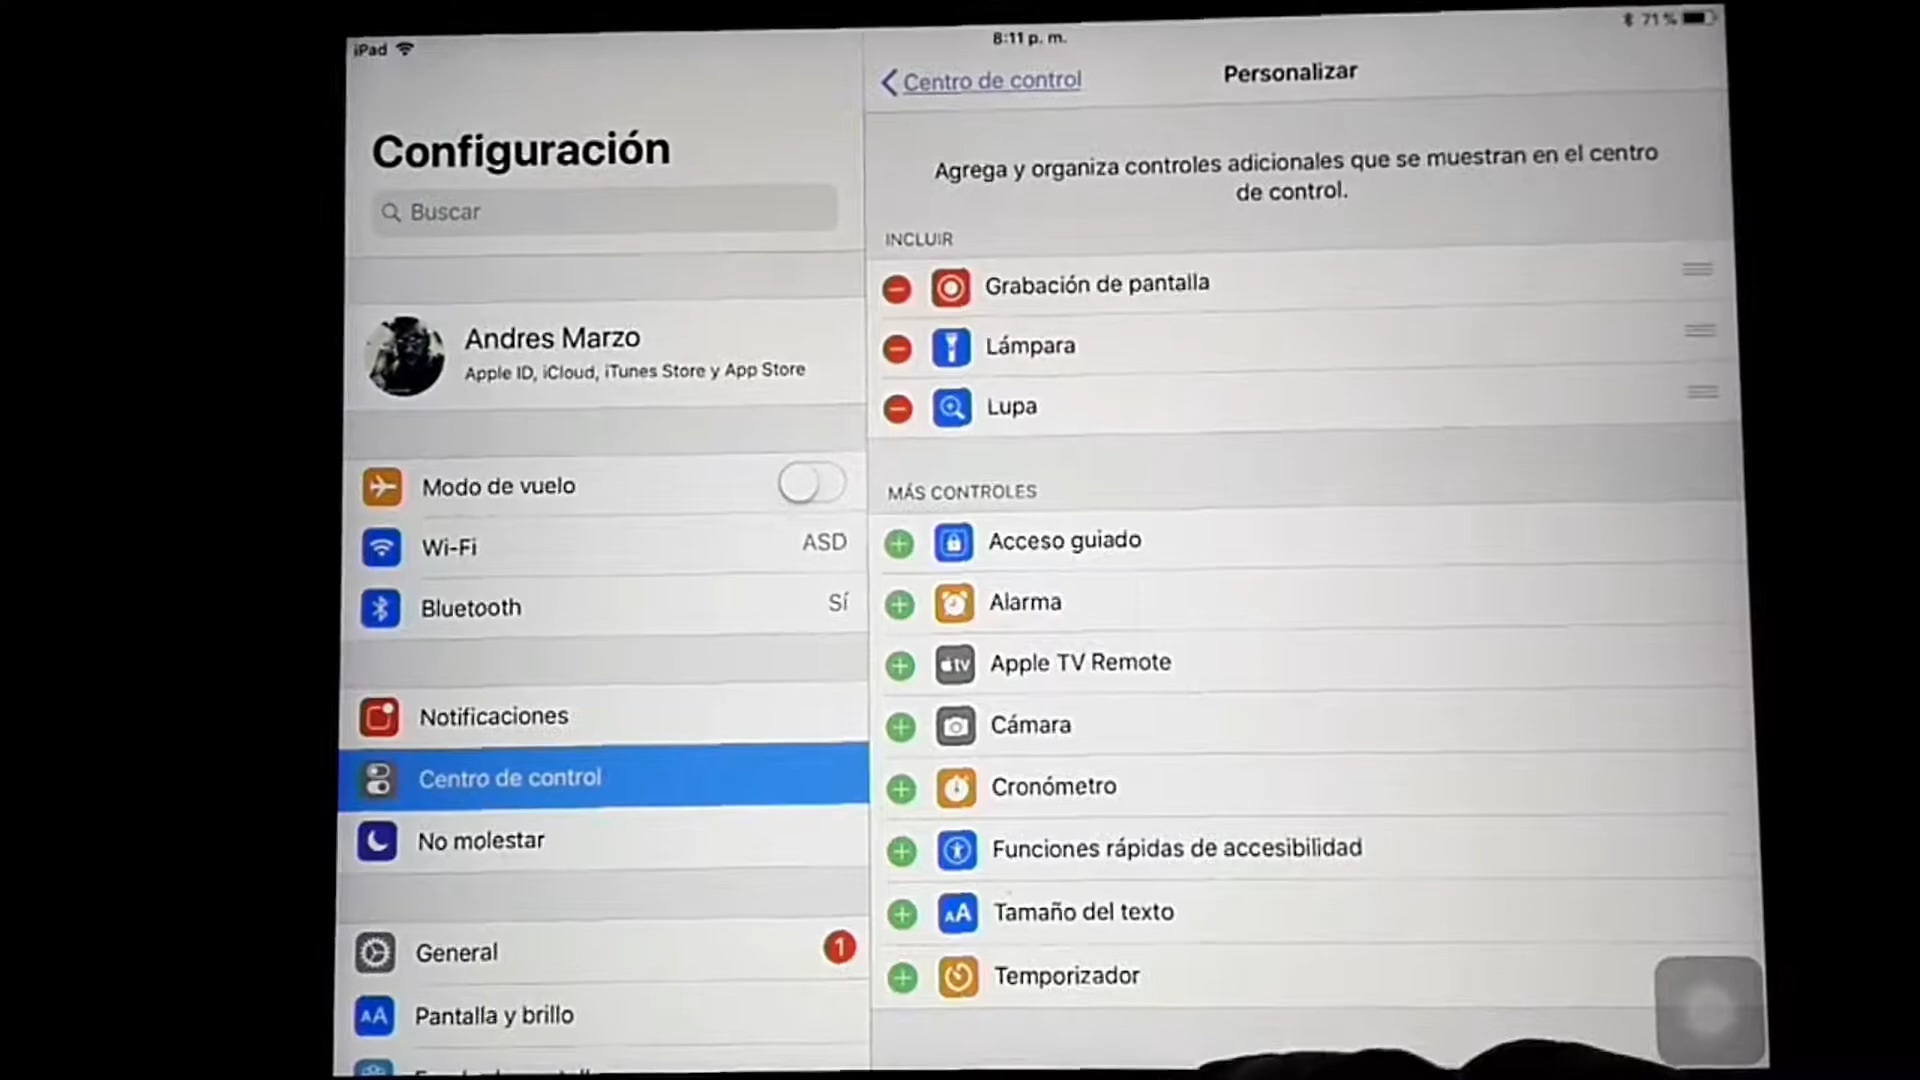 iPad
8:11 p. m.
71 %
Configuración
Buscar
Andres Marzo
Apple ID, iCloud, iTunes Store y App Store
Modo de vuelo
Wi-Fi
ASD
Bluetooth
Sí
Notificaciones
Centro de control
No molestar
General
1
Pantalla y brillo
Centro de control
Personalizar
Agrega y organiza controles adicionales que se muestran en el centro
de control.
INCLUIR
Grabación de pantalla
Lámpara
Lupa
MÁS CONTROLES
Acceso guiado
Alarma
tv
Apple TV Remote
Cámara
Cronómetro
Funciones rápidas de accesibilidad
AA
Tamaño del texto
Temporizador
AA